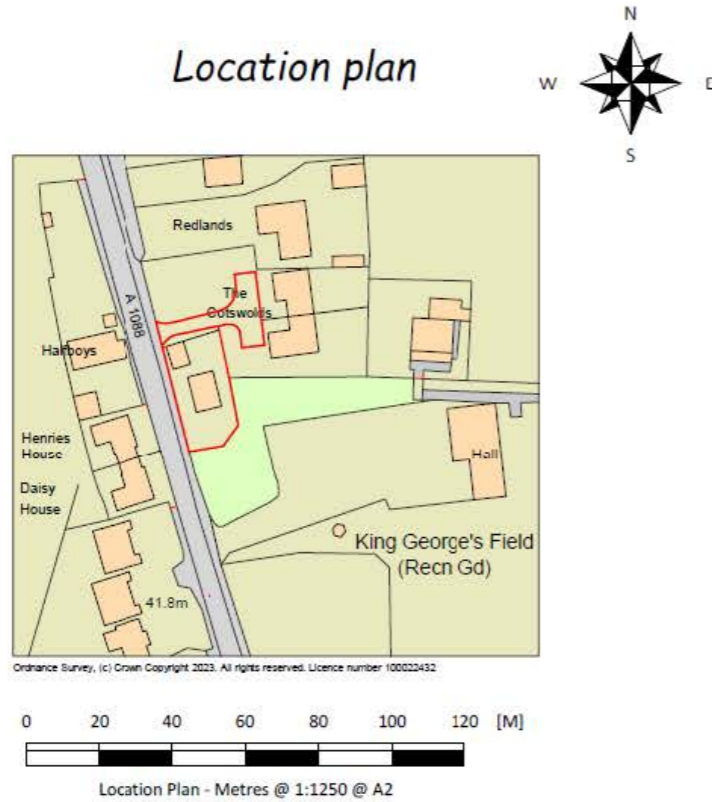 N
Location plan
W
S
Redlands
The
Cotswolds
A 1088
Halfboys
Henries
House
Daisy
House
Hall
King George's Field
(Recn Gd)
41.8m
Ordnance Survey, (c) Crown Copyright 2023. All rights reserved. Licence number 100022432
0 20 40 60 80 100 120 [M]
Location Plan - Metres @ 1:1250 @ A2